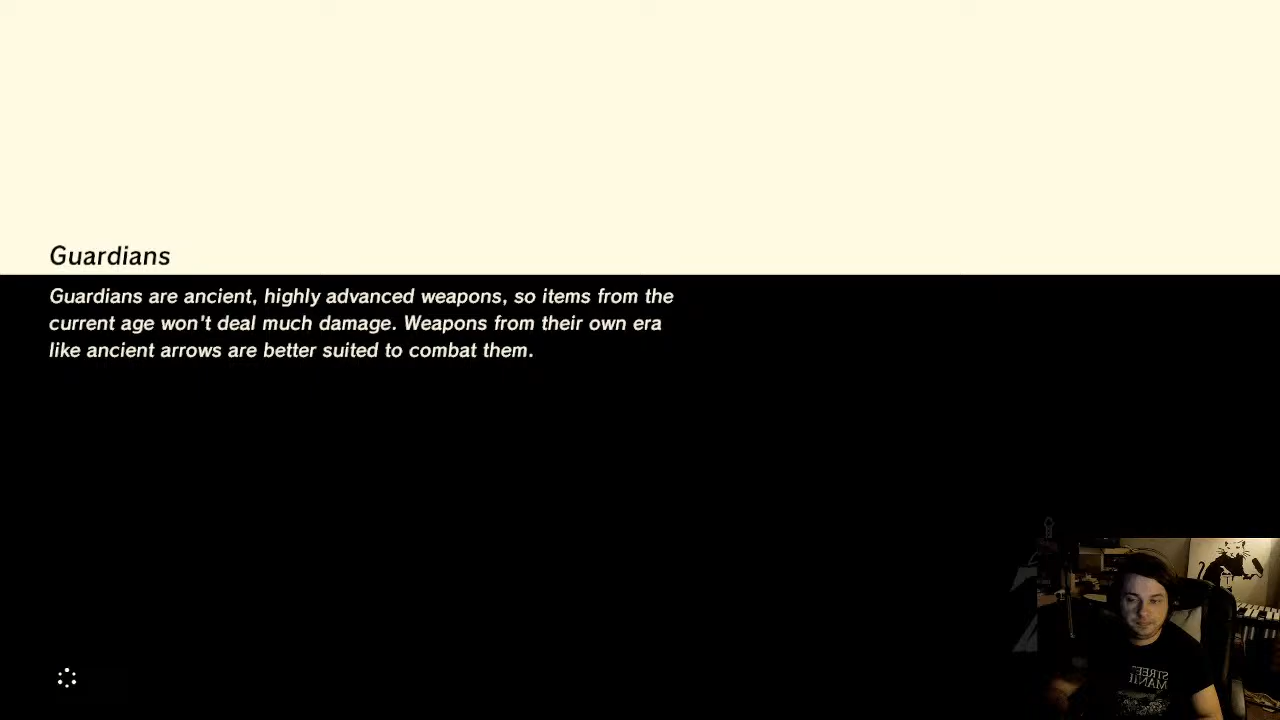 Guardians
Guardians are ancient, highly advanced weapons, so items from the
current age won't deal much damage. Weapons from their own era
like ancient arrows are better suited to combat them.